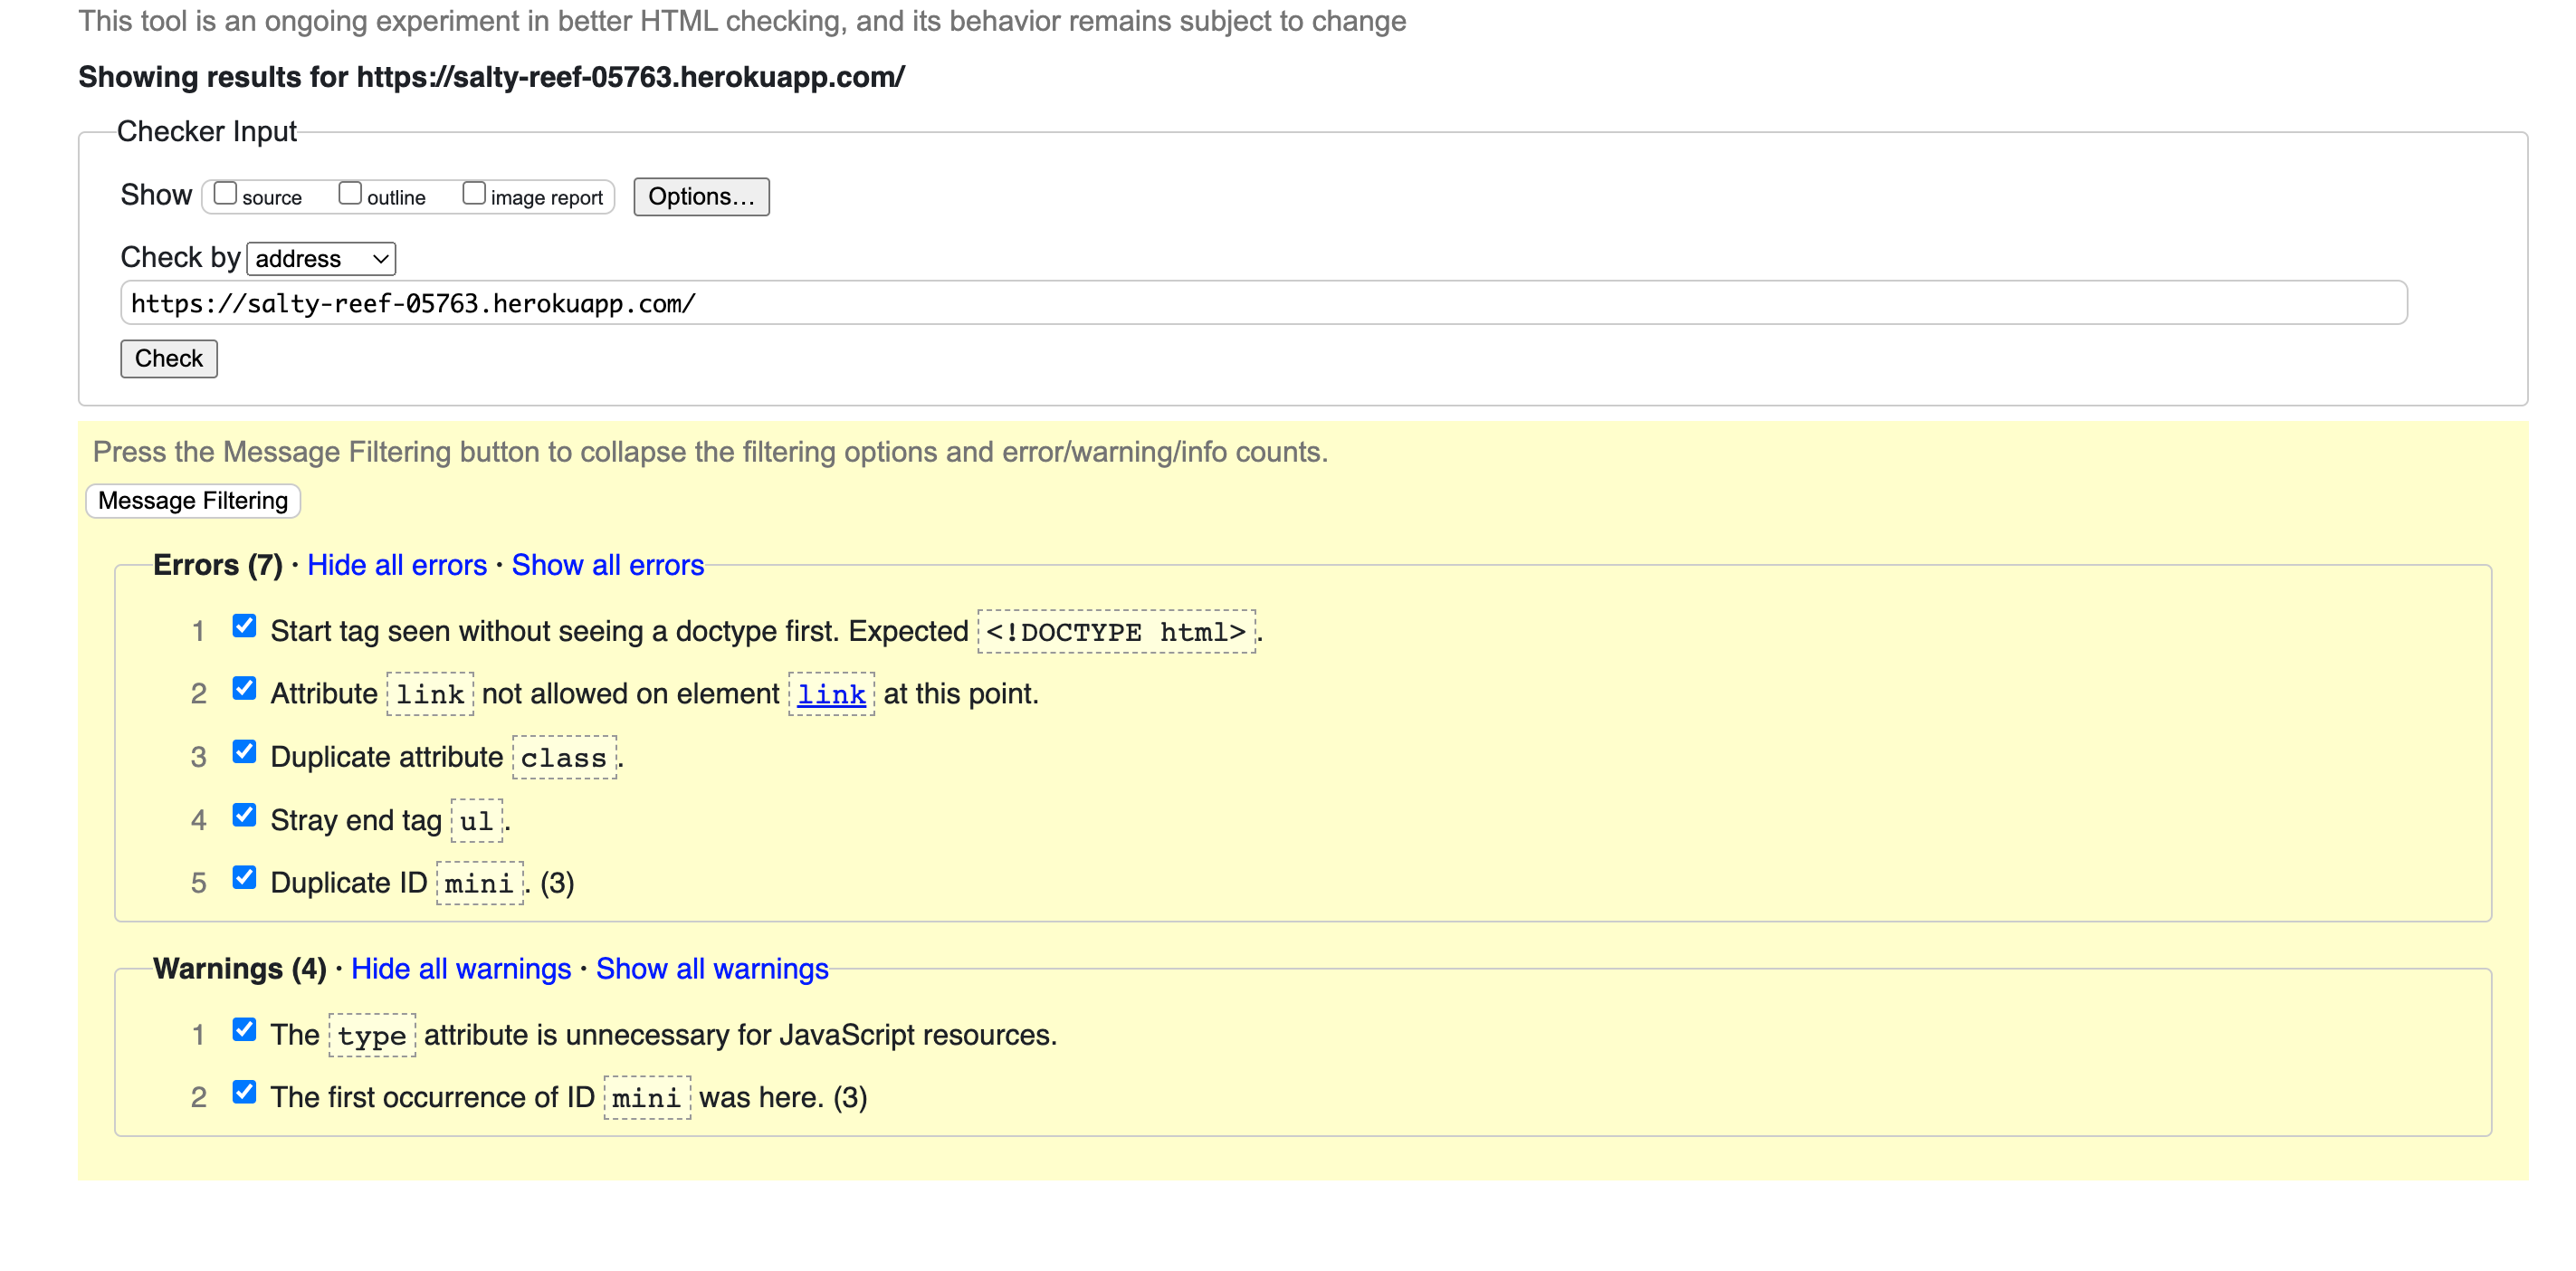 This tool is an ongoing experiment in better HTML checking, and its behavior remains subject to change
Showing results for https://salty-reef-05763.herokuapp.com/
Checker Input
Show source outline image report Options...
Check by address
https://salty-reef-05763.herokuapp.com/
Check
Press the Message Filtering button to collapse the filtering options and error/warning/info counts.
Message Filtering
Errors (7) · Hide all errors · Show all errors
1 Start tag seen without seeing a doctype first. Expected <!DOCTYPE html>.
2 Attribute link not allowed on element link at this point.
3 Duplicate attribute class.
4 Stray end tag ul.
5 Duplicate ID mini. (3)
Warnings (4) · Hide all warnings · Show all warnings
1 The type attribute is unnecessary for JavaScript resources.
2 The first occurrence of ID mini was here. (3)